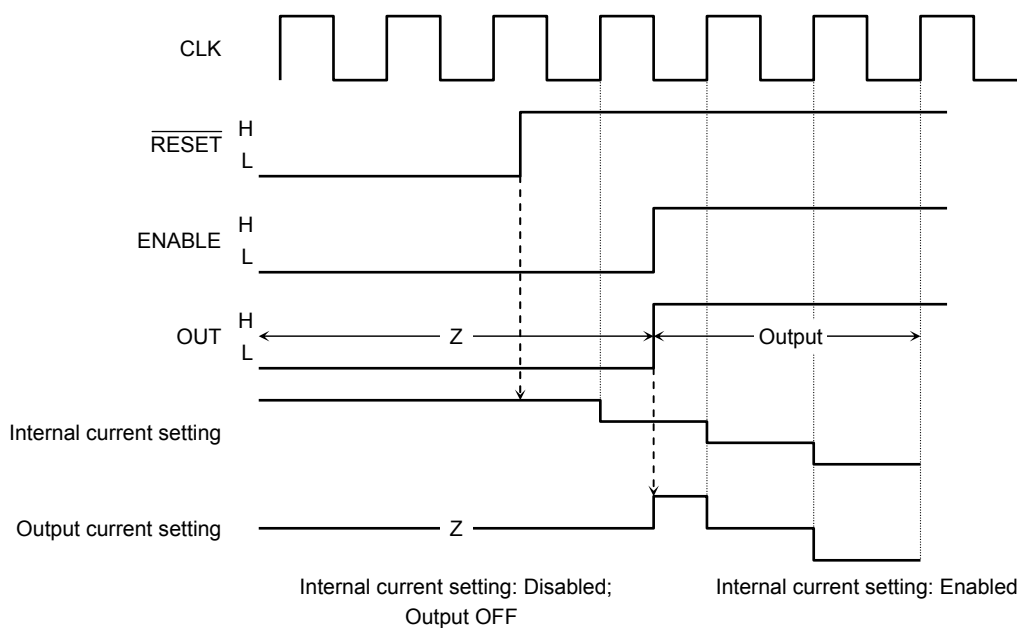 CLK
H
RESET
L
H
ENABLE
L
H
OUT
Z
Output
L
Internal current setting
Output current setting
Z
Internal current setting: Disabled;
Output OFF
Internal current setting: Enabled